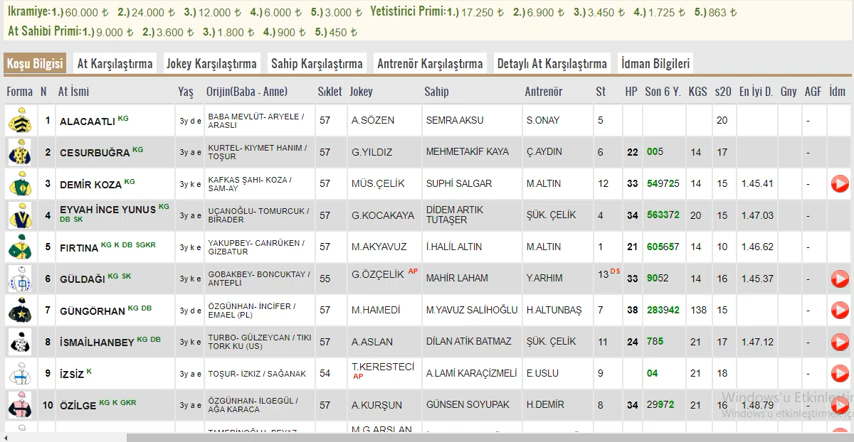 Ikramiye:1.) 60.000 ₺ 2.) 24.000 ₺ 3.) 12.000 ₺ 4.) 6.000 ₺ 5.) 3.000 ₺ Yetistirici Primi:1.) 17.250 ₺ 2.) 6.900 ₺ 3.) 3.450 ₺ 4.) 1.725 ₺ 5.) 863 ₺
At Sahibi Primi:1.) 9.000 ₺ 2.) 3.600 ₺ 3.) 1.800 ₺ 4.) 900 ₺ 5.) 450 ₺
Koşu Bilgisi At Karşılaştırma Jokey Karşılaştırma Sahip Karşılaştırma Antrenör Karşılaştırma Detaylı At Karşılaştırma İdman Bilgileri
Forma N At İsmi Yaş Orijin(Baba - Anne) Sıklet Jokey Sahip Antrenör St HP Son 6 Y. KGS s20 En İyi D. Gny AGF İdm
1 ALACAATLI KG 3y d e BABA MEVLÜT- ARYELE / ARASLI 57 A.SÖZEN SEMRA AKSU S.ONAY 5 20 -
2 CESURBUĞRA KG 3y a e KURTEL- KIYMET HANIM / TOŞUR 57 G.YILDIZ MEHMETAKİF KAYA Ç.AYDIN 6 22 005 14 17 -
3 DEMİR KOZA KG 3y k e KAFKAS ŞAHI- KOZA / SAM-AY 57 MÜS.ÇELİK SUPHİ SALGAR M.ALTIN 12 33 549725 14 15 1.45.41 -
4 EYVAH İNCE YUNUS KG DB SK 3y a e UÇANOĞLU- TOMURCUK / BİRADER 57 G.KOCAKAYA DİDEM ARTIK TUTAŞER ŞÜK. ÇELİK 4 34 563372 20 15 1.47.03 -
5 FIRTINA KG K DB SGKR 3y k e YAKUPBEY- CANRÜKEN / GİZBATUR 57 M.AKYAVUZ İ.HALİL ALTIN M.ALTIN 1 21 605657 14 10 1.46.62 -
6 GÜLDAĞI KG SK 3y k e GOBAKBEY- BONCUKTAY / ANTEPLİ 55 G.ÖZÇELİK AP MAHİR LAHAM Y.ARHIM 13 DS 33 9052 14 16 1.45.37 -
7 GÜNGÖRHAN KG DB 3y d e ÖZGÜNHAN- İNCİFER / EMAEL (PL) 57 M.HAMEDİ M.YAVUZ SALİHOĞLU H.ALTUNBAŞ 7 38 283942 138 15 -
8 İSMAİLHANBEY KG DB 3y k e TURBO- GÜLZEYCAN / TIKI TORK KU (US) 57 A.ASLAN DİLAN ATİK BATMAZ ŞÜK. ÇELİK 11 24 785 21 17 1.47.12 -
9 İZSİZ K 3y a e TOŞUR- IZKIZ / SAĞANAK 54 T.KERESTECİ AP A.LAMİ KARAÇİZMELİ E.USLU 9 04 21 18 -
10 ÖZİLGE KG K GKR 3y a e ÖZGÜNHAN- İLGEGÜL / AĞA KARACA 57 A.KURŞUN GÜNSEN SOYUPAK H.DEMİR 8 34 29972 21 16 1.48.79 -
M.G.ARSLAN
Windows'u Etkinleştir
Windows'u etkinleştirmek için